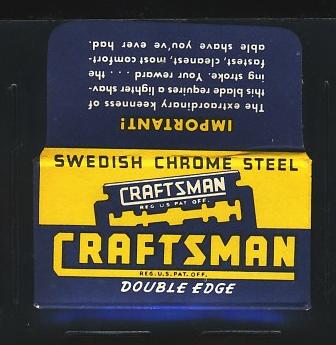 IMPORTANT!
The extraordinary keenness of
this blade requires a lighter shav-
ing stroke. Your reward . . . the
fastest, cleanest, most comfort-
able shave you've ever had.
SWEDISH CHROME STEEL
CRAFTSMAN
REG. U.S. PAT. OFF.
CRAFTSMAN
REG. U.S. PAT. OFF.
DOUBLE EDGE